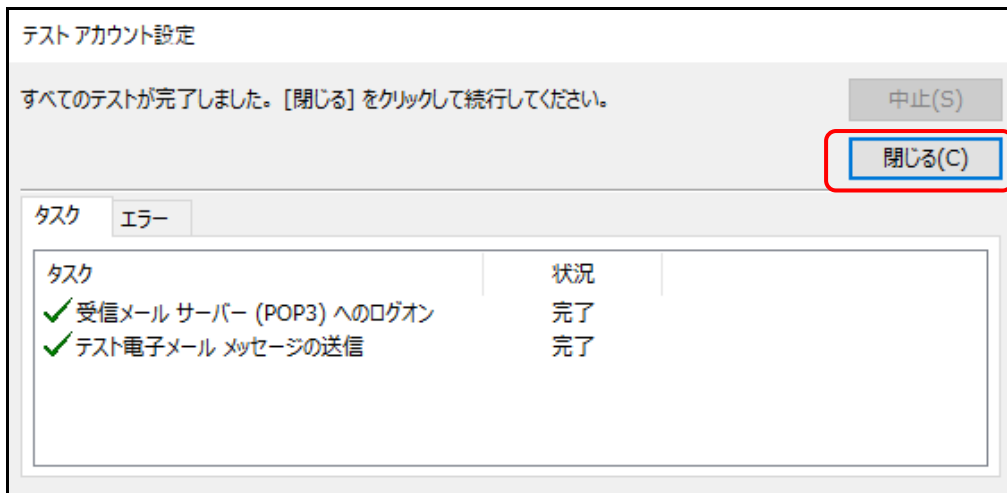 テスト アカウント設定
すべてのテストが完了しました。[閉じる] をクリックして続行してください。
中止(S)
閉じる(C)
タスク エラー
タスク 状況
受信メール サーバー (POP3) へのログオン 完了
テスト電子メール メッセージの送信 完了